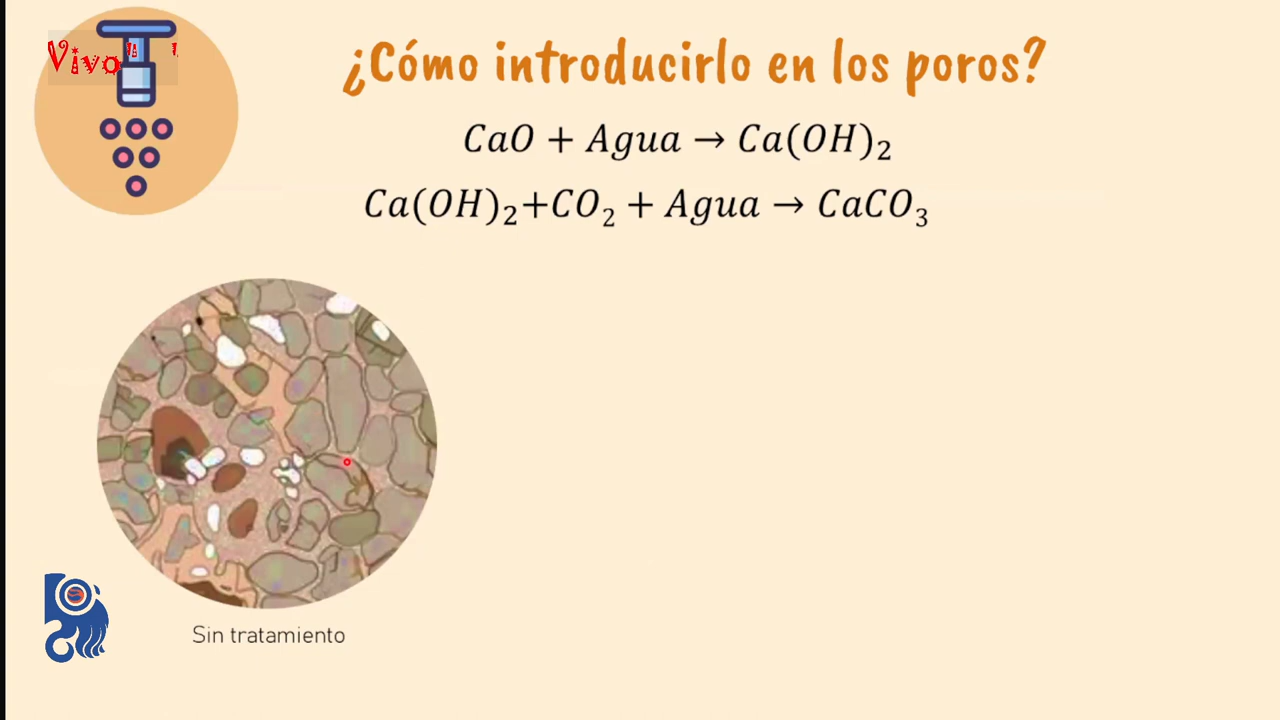 Vivo
¿Cómo introducirlo en los poros?
CaO + Agua → Ca(OH)₂
Ca(OH)₂+CO₂ + Agua → CaCO₃
Sin tratamiento